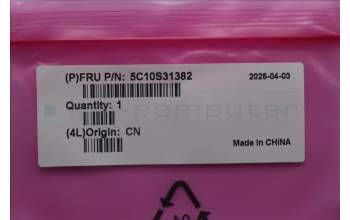 (P)FRU P/N: 5C10S31382
2025-04-03
Quantity: 1
(4L)Origin: CN
Made in CHINA